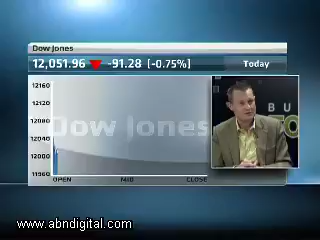 Dow Jones
12,051.96 -91.28 [-0.75%] Today
12160
12120
12080
12040
12000
11960
Dow Jones
OPEN MID CLOSE
BU
www.abndigital.com